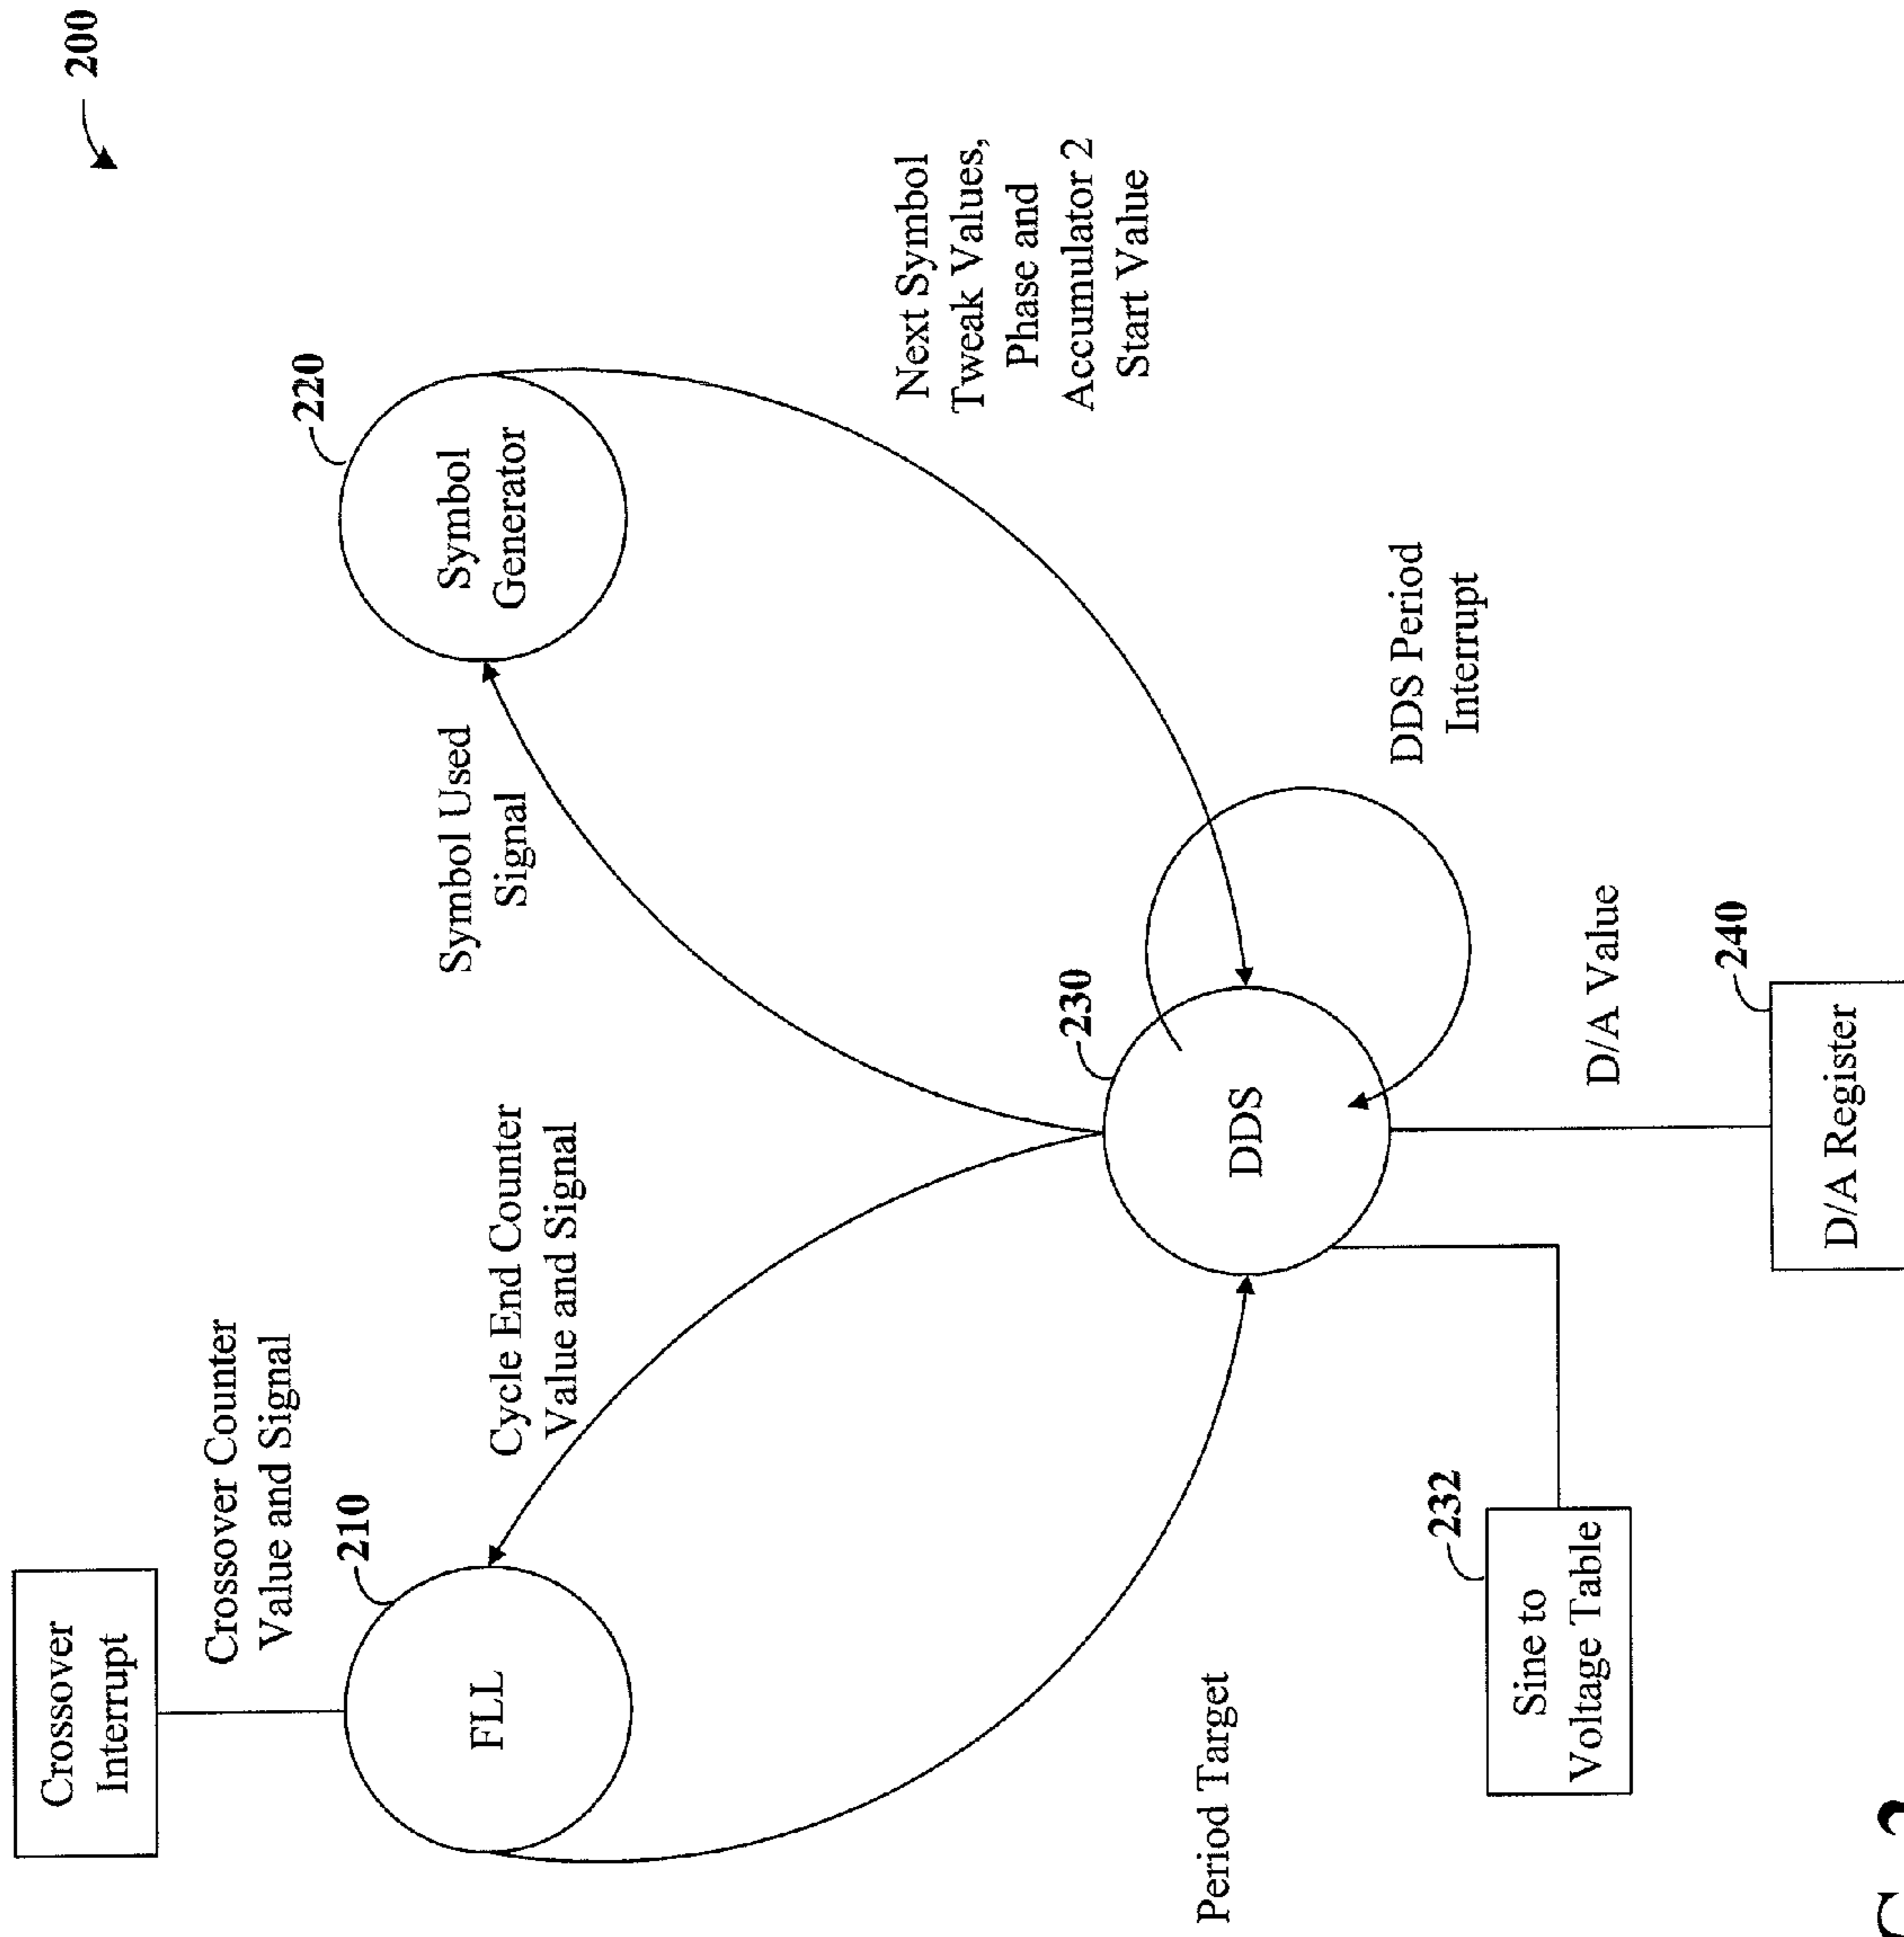 200
Crossover
Interrupt
Crossover Counter
Value and Signal
210
FLL
220
Symbol
Generator
Symbol Used
Signal
Cycle End Counter
Value and Signal
Next Symbol
Tweak Values,
Phase and
Accumulator 2
Start Value
230
DDS
Period Target
DDS Period
Interrupt
232
Sine to
Voltage Table
D/A Value
240
D/A Register